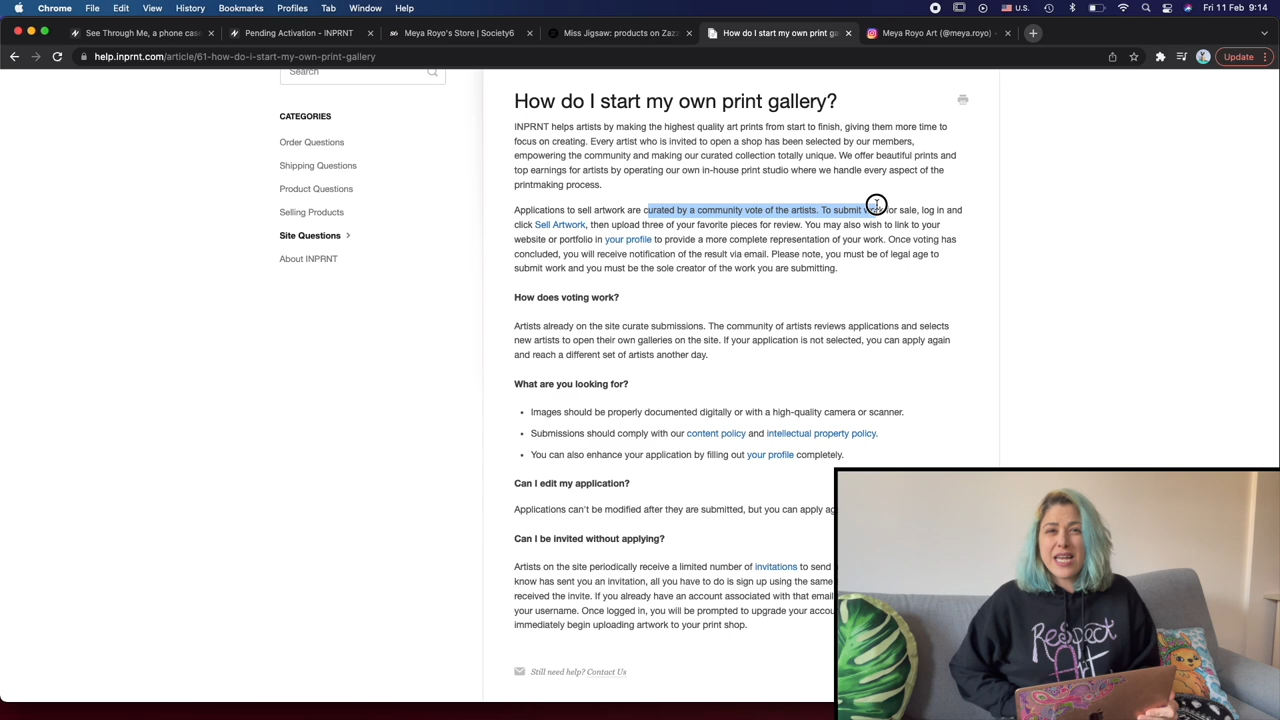 Chrome File Edit View History Bookmarks Profiles Tab Window Help Fri 11 Feb 9:14
See Through Me, a phone case Pending Activation – INPRNT Meya Royo's Store | Society6 Miss Jigsaw: products on Zazz How do I start my own print ga Meya Royo Art (@meya.royo) ·
help.inprnt.com/article/61-how-do-i-start-my-own-print-gallery Update
Search
CATEGORIES
Order Questions
Shipping Questions
Product Questions
Selling Products
Site Questions
About INPRNT
How do I start my own print gallery?
INPRNT helps artists by making the highest quality art prints from start to finish, giving them more time to
focus on creating. Every artist who is invited to open a shop has been selected by our members,
empowering the community and making our curated collection totally unique. We offer beautiful prints and
top earnings for artists by operating our own in-house print studio where we handle every aspect of the
printmaking process.
Applications to sell artwork are curated by a community vote of the artists. To submit work for sale, log in and
click Sell Artwork, then upload three of your favorite pieces for review. You may also wish to link to your
website or portfolio in your profile to provide a more complete representation of your work. Once voting has
concluded, you will receive notification of the result via email. Please note, you must be of legal age to
submit work and you must be the sole creator of the work you are submitting.
How does voting work?
Artists already on the site curate submissions. The community of artists reviews applications and selects
new artists to open their own galleries on the site. If your application is not selected, you can apply again
and reach a different set of artists another day.
What are you looking for?
• Images should be properly documented digitally or with a high-quality camera or scanner.
• Submissions should comply with our content policy and intellectual property policy.
• You can also enhance your application by filling out your profile completely.
Can I edit my application?
Applications can't be modified after they are submitted, but you can apply ag
Can I be invited without applying?
Artists on the site periodically receive a limited number of invitations to send
know has sent you an invitation, all you have to do is sign up using the same
received the invite. If you already have an account associated with that email
your username. Once logged in, you will be prompted to upgrade your accou
immediately begin uploading artwork to your print shop.
Still need help? Contact Us
Respect
Art